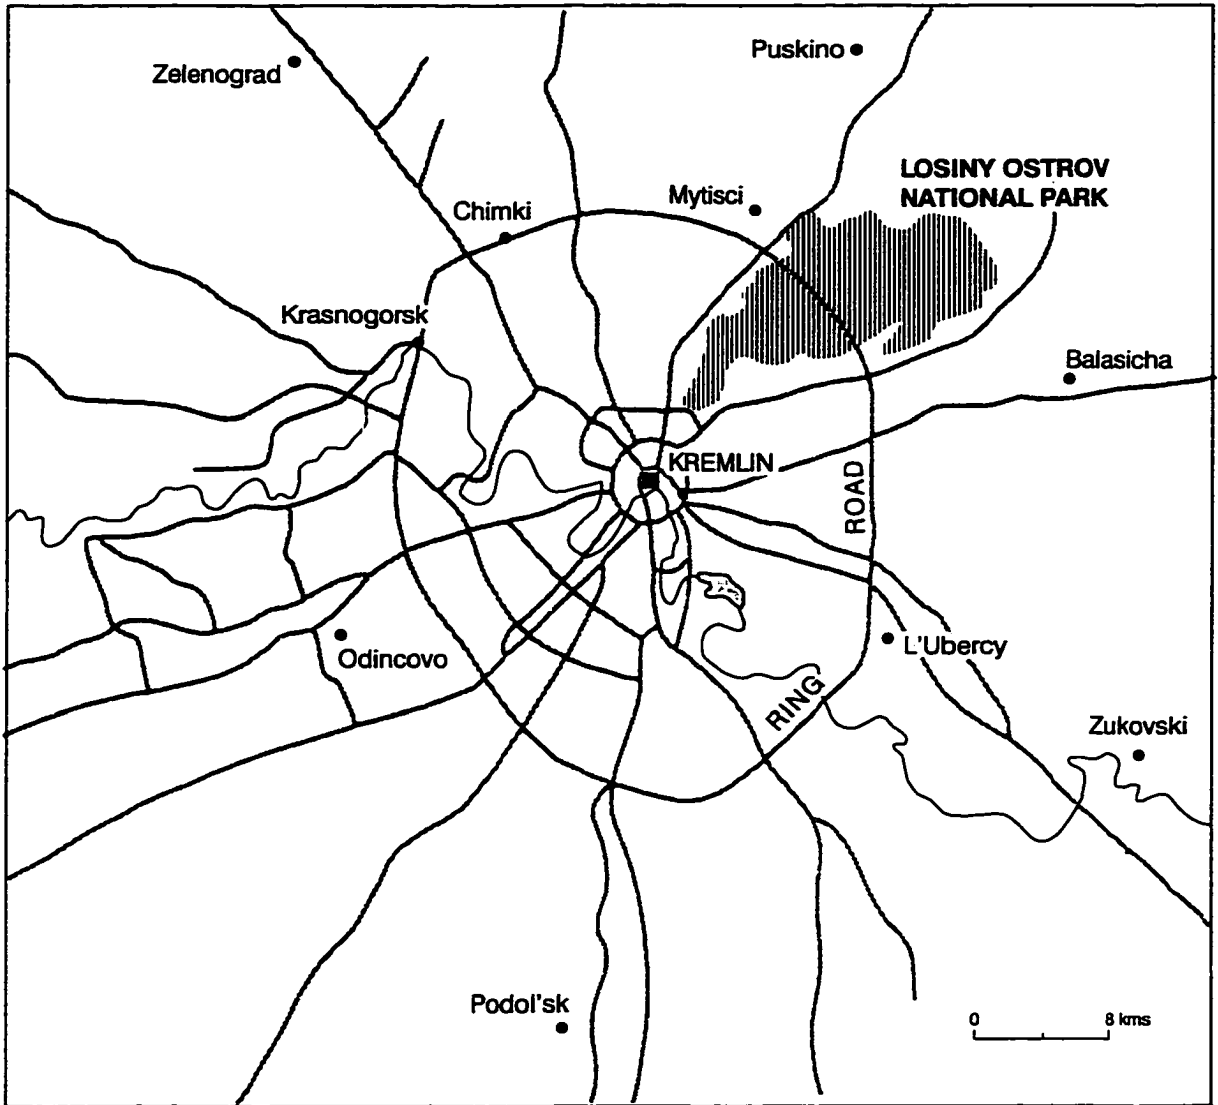 Puskino
Zelenograd
LOSINY OSTROV
NATIONAL PARK
Mytisci
Chimki
Krasnogorsk
Balasicha
KREMLIN
ROAD
L'Ubercy
Odincovo
RING
Zukovski
Podol'sk
0 8 kms